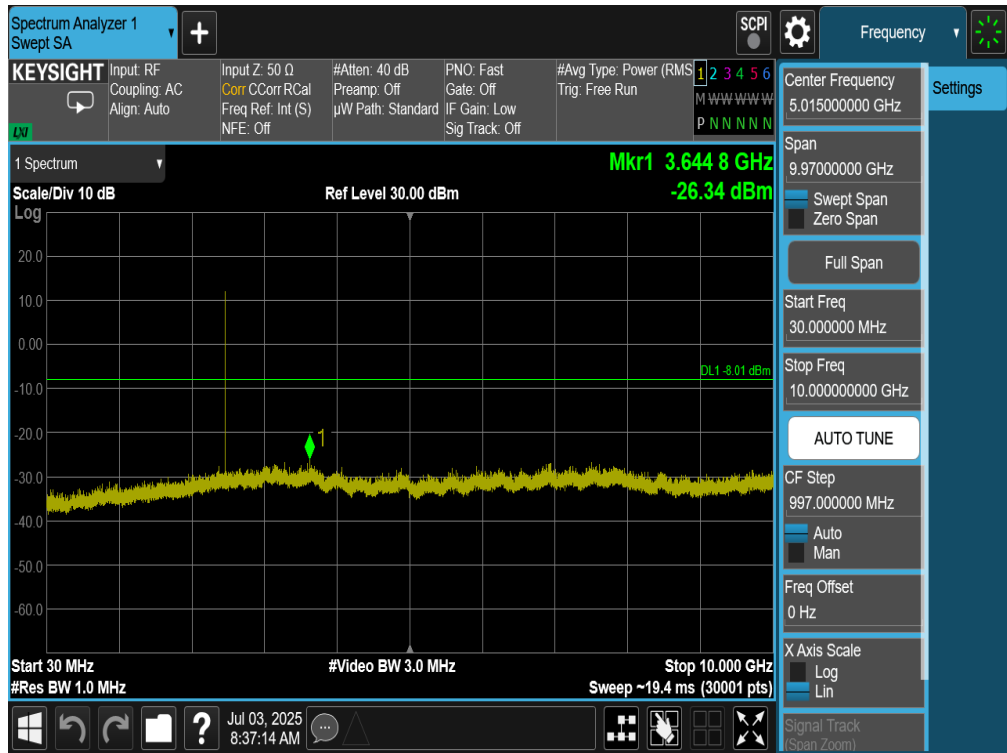 Spectrum Analyzer 1
Swept SA
+
SCPI
Frequency
KEYSIGHT
Input: RF
Coupling: AC
Align: Auto
LXI
Input Z: 50 Ω
Corr CCorr RCal
Freq Ref: Int (S)
NFE: Off
#Atten: 40 dB
Preamp: Off
µW Path: Standard
PNO: Fast
Gate: Off
IF Gain: Low
Sig Track: Off
#Avg Type: Power (RMS
Trig: Free Run
1 2 3 4 5 6
M W W W W W
P N N N N N
1 Spectrum
Mkr1 3.644 8 GHz
-26.34 dBm
Scale/Div 10 dB
Ref Level 30.00 dBm
Log
20.0
10.0
0.00
DL1 -8.01 dBm
-10.0
-20.0
1
-30.0
-40.0
-50.0
-60.0
Start 30 MHz
#Video BW 3.0 MHz
Stop 10.000 GHz
#Res BW 1.0 MHz
Sweep ~19.4 ms (30001 pts)
Center Frequency
5.015000000 GHz
Settings
Span
9.97000000 GHz
Swept Span
Zero Span
Full Span
Start Freq
30.000000 MHz
Stop Freq
10.000000000 GHz
AUTO TUNE
CF Step
997.000000 MHz
Auto
Man
Freq Offset
0 Hz
X Axis Scale
Log
Lin
Signal Track
(Span Zoom)
?
Jul 03, 2025
8:37:14 AM